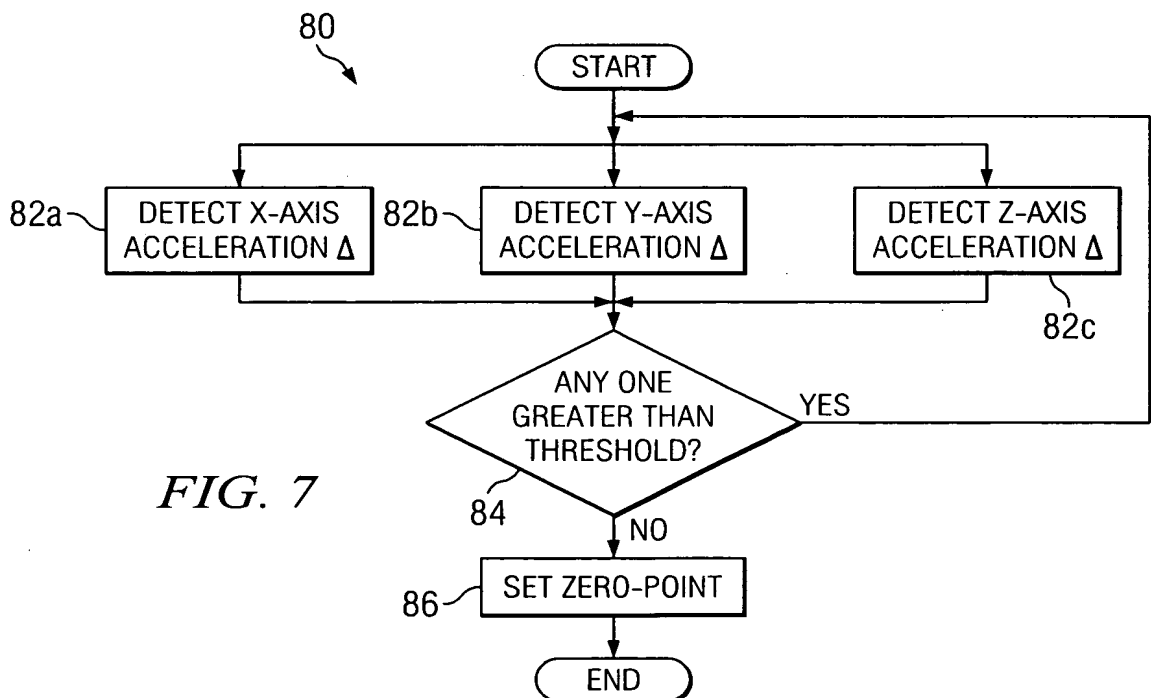 80
START
82a
DETECT X-AXIS
ACCELERATION Δ
82b
DETECT Y-AXIS
ACCELERATION Δ
DETECT Z-AXIS
ACCELERATION Δ
82c
ANY ONE
GREATER THAN
THRESHOLD?
YES
84
FIG. 7
NO
86
SET ZERO-POINT
END